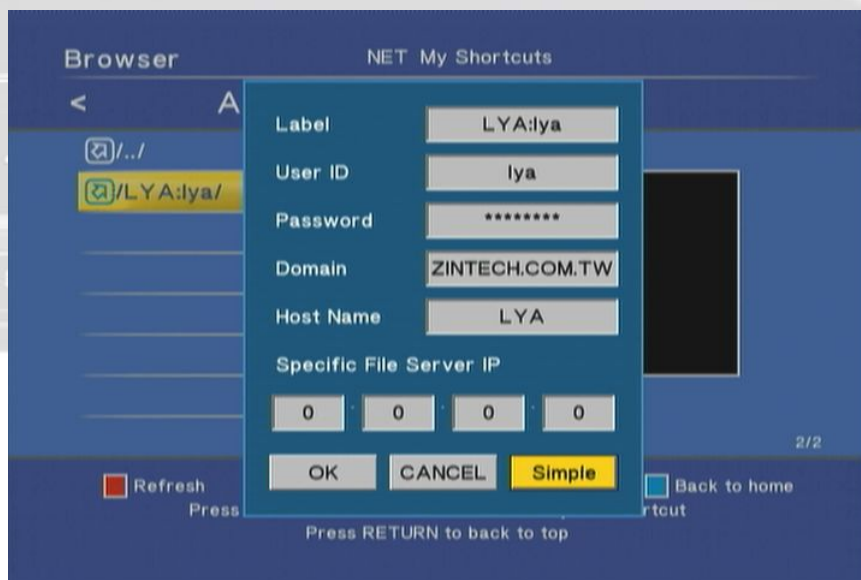 Browser
NET My Shortcuts
<
A
/../
/LYA:lya/
Label
LYA:lya
User ID
lya
Password
********
Domain
ZINTECH.COM.TW
Host Name
LYA
Specific File Server IP
0 . 0 . 0 . 0
OK CANCEL Simple
2/2
Refresh
Back to home
Press
Press RETURN to back to top